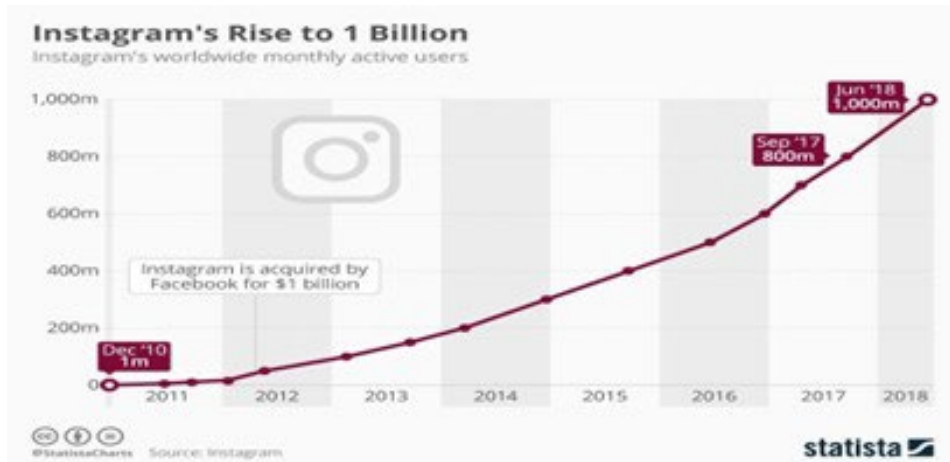 Instagram's Rise to 1 Billion
Instagram's worldwide monthly active users
1,000m
800m
600m
400m
200m
0
Jun '18
1,000m
Sep '17
800m
Instagram is acquired by
Facebook for $1 billion
Dec '10
1m
2011 2012 2013 2014 2015 2016 2017 2018
cc
@StatistaCharts Source: Instagram
statista